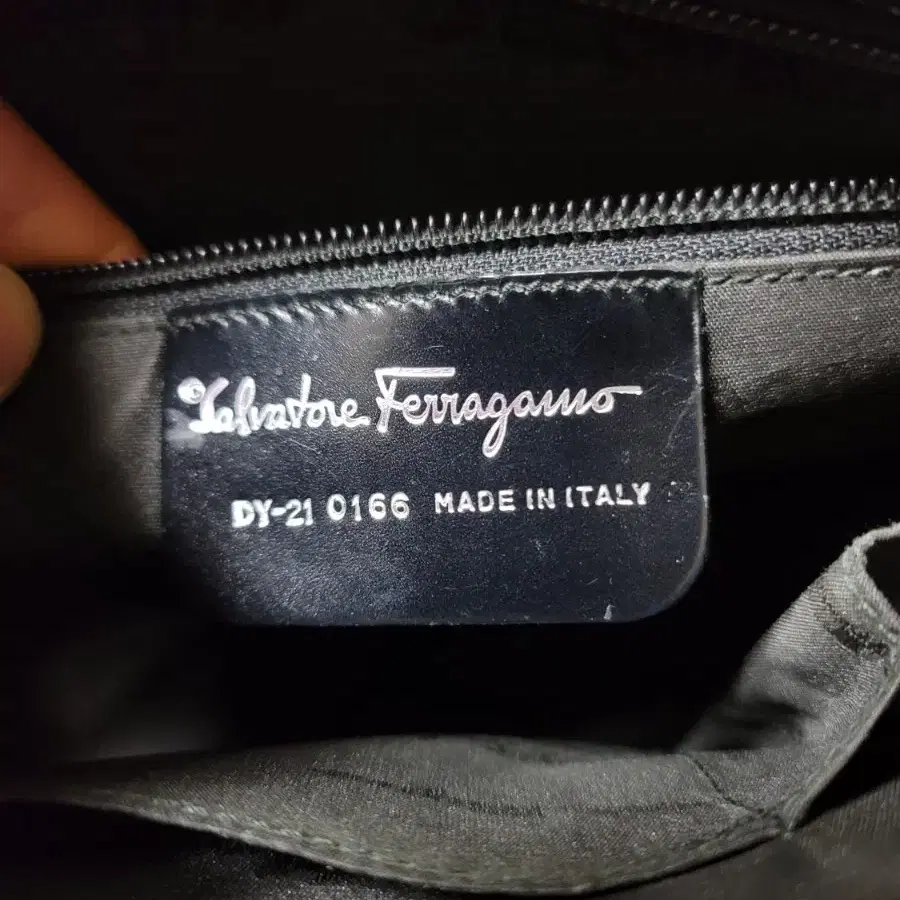 Salvatore Ferragamo
DY-21 0166 MADE IN ITALY